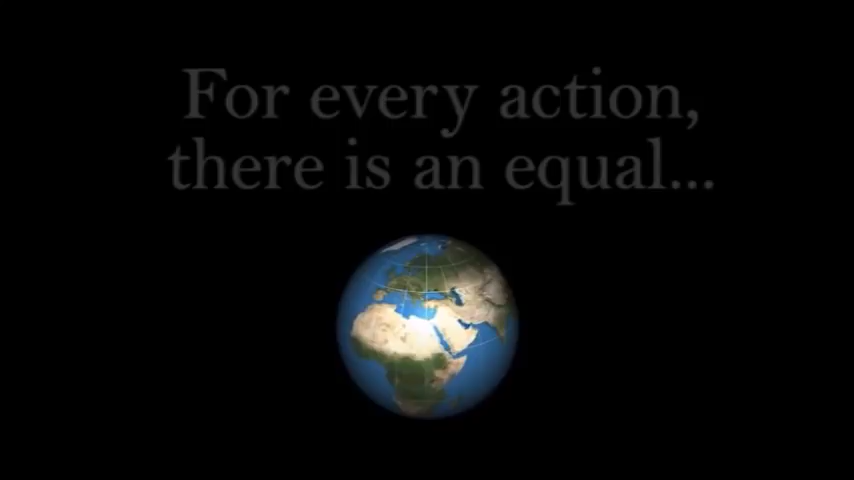 For every action,
there is an equal...